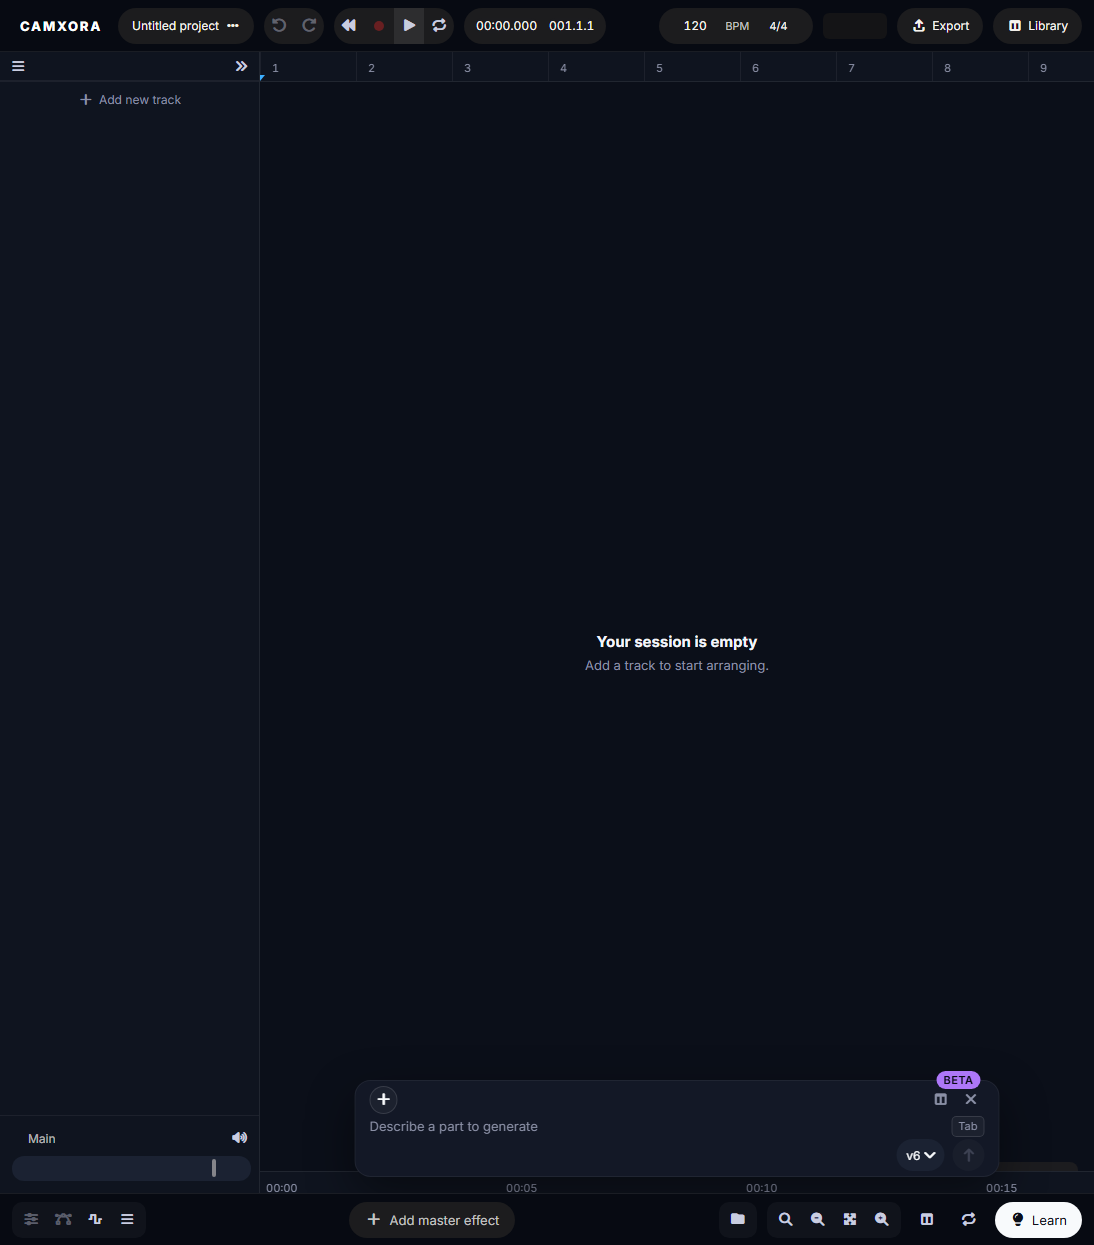 CAMXORA Untitled project ••• 00:00.000 001.1.1 120 BPM 4/4 Export Library
1 2 3 4 5 6 7 8 9
Add new track
Your session is empty
Add a track to start arranging.
BETA
Describe a part to generate Tab
Main
v6
00:00 00:05 00:10 00:15
Add master effect Learn